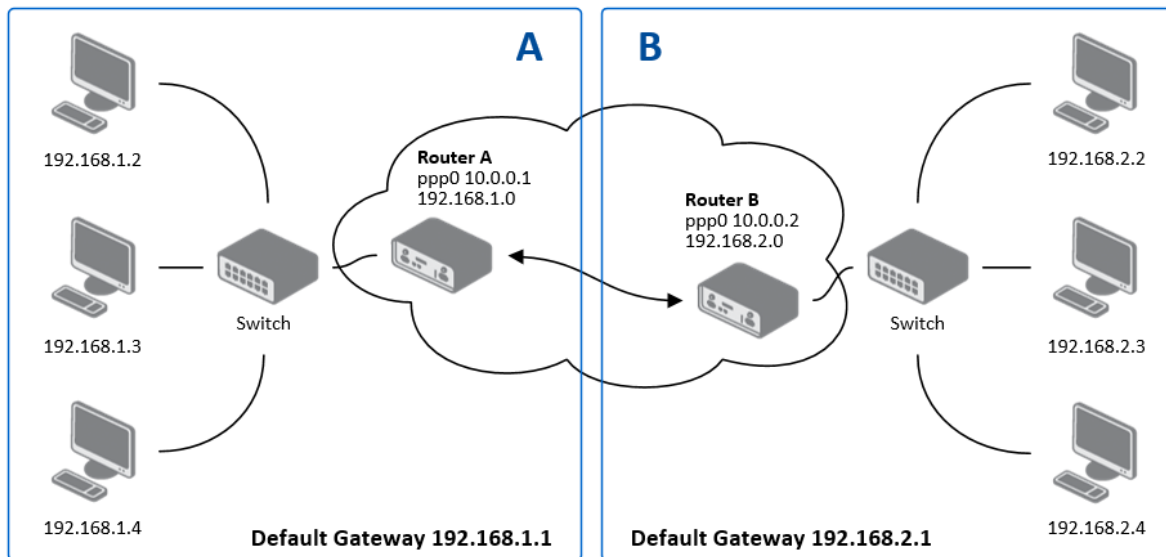 A
B
192.168.1.2
192.168.1.3
192.168.1.4
Switch
Router A
ppp0 10.0.0.1
192.168.1.0
Default Gateway 192.168.1.1
Router B
ppp0 10.0.0.2
192.168.2.0
Switch
192.168.2.2
192.168.2.3
192.168.2.4
Default Gateway 192.168.2.1